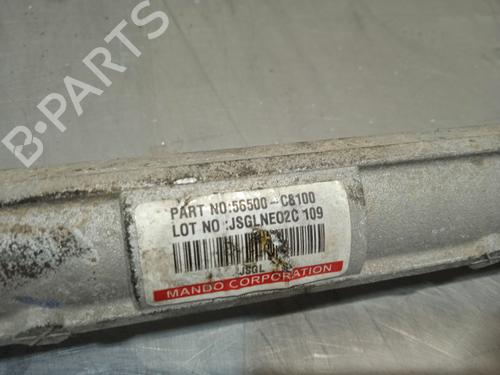 B-PARTS
PART NO:56500-C8100
LOT NO :JSGLNE02C 109
JSGL
MANDO CORPORATION